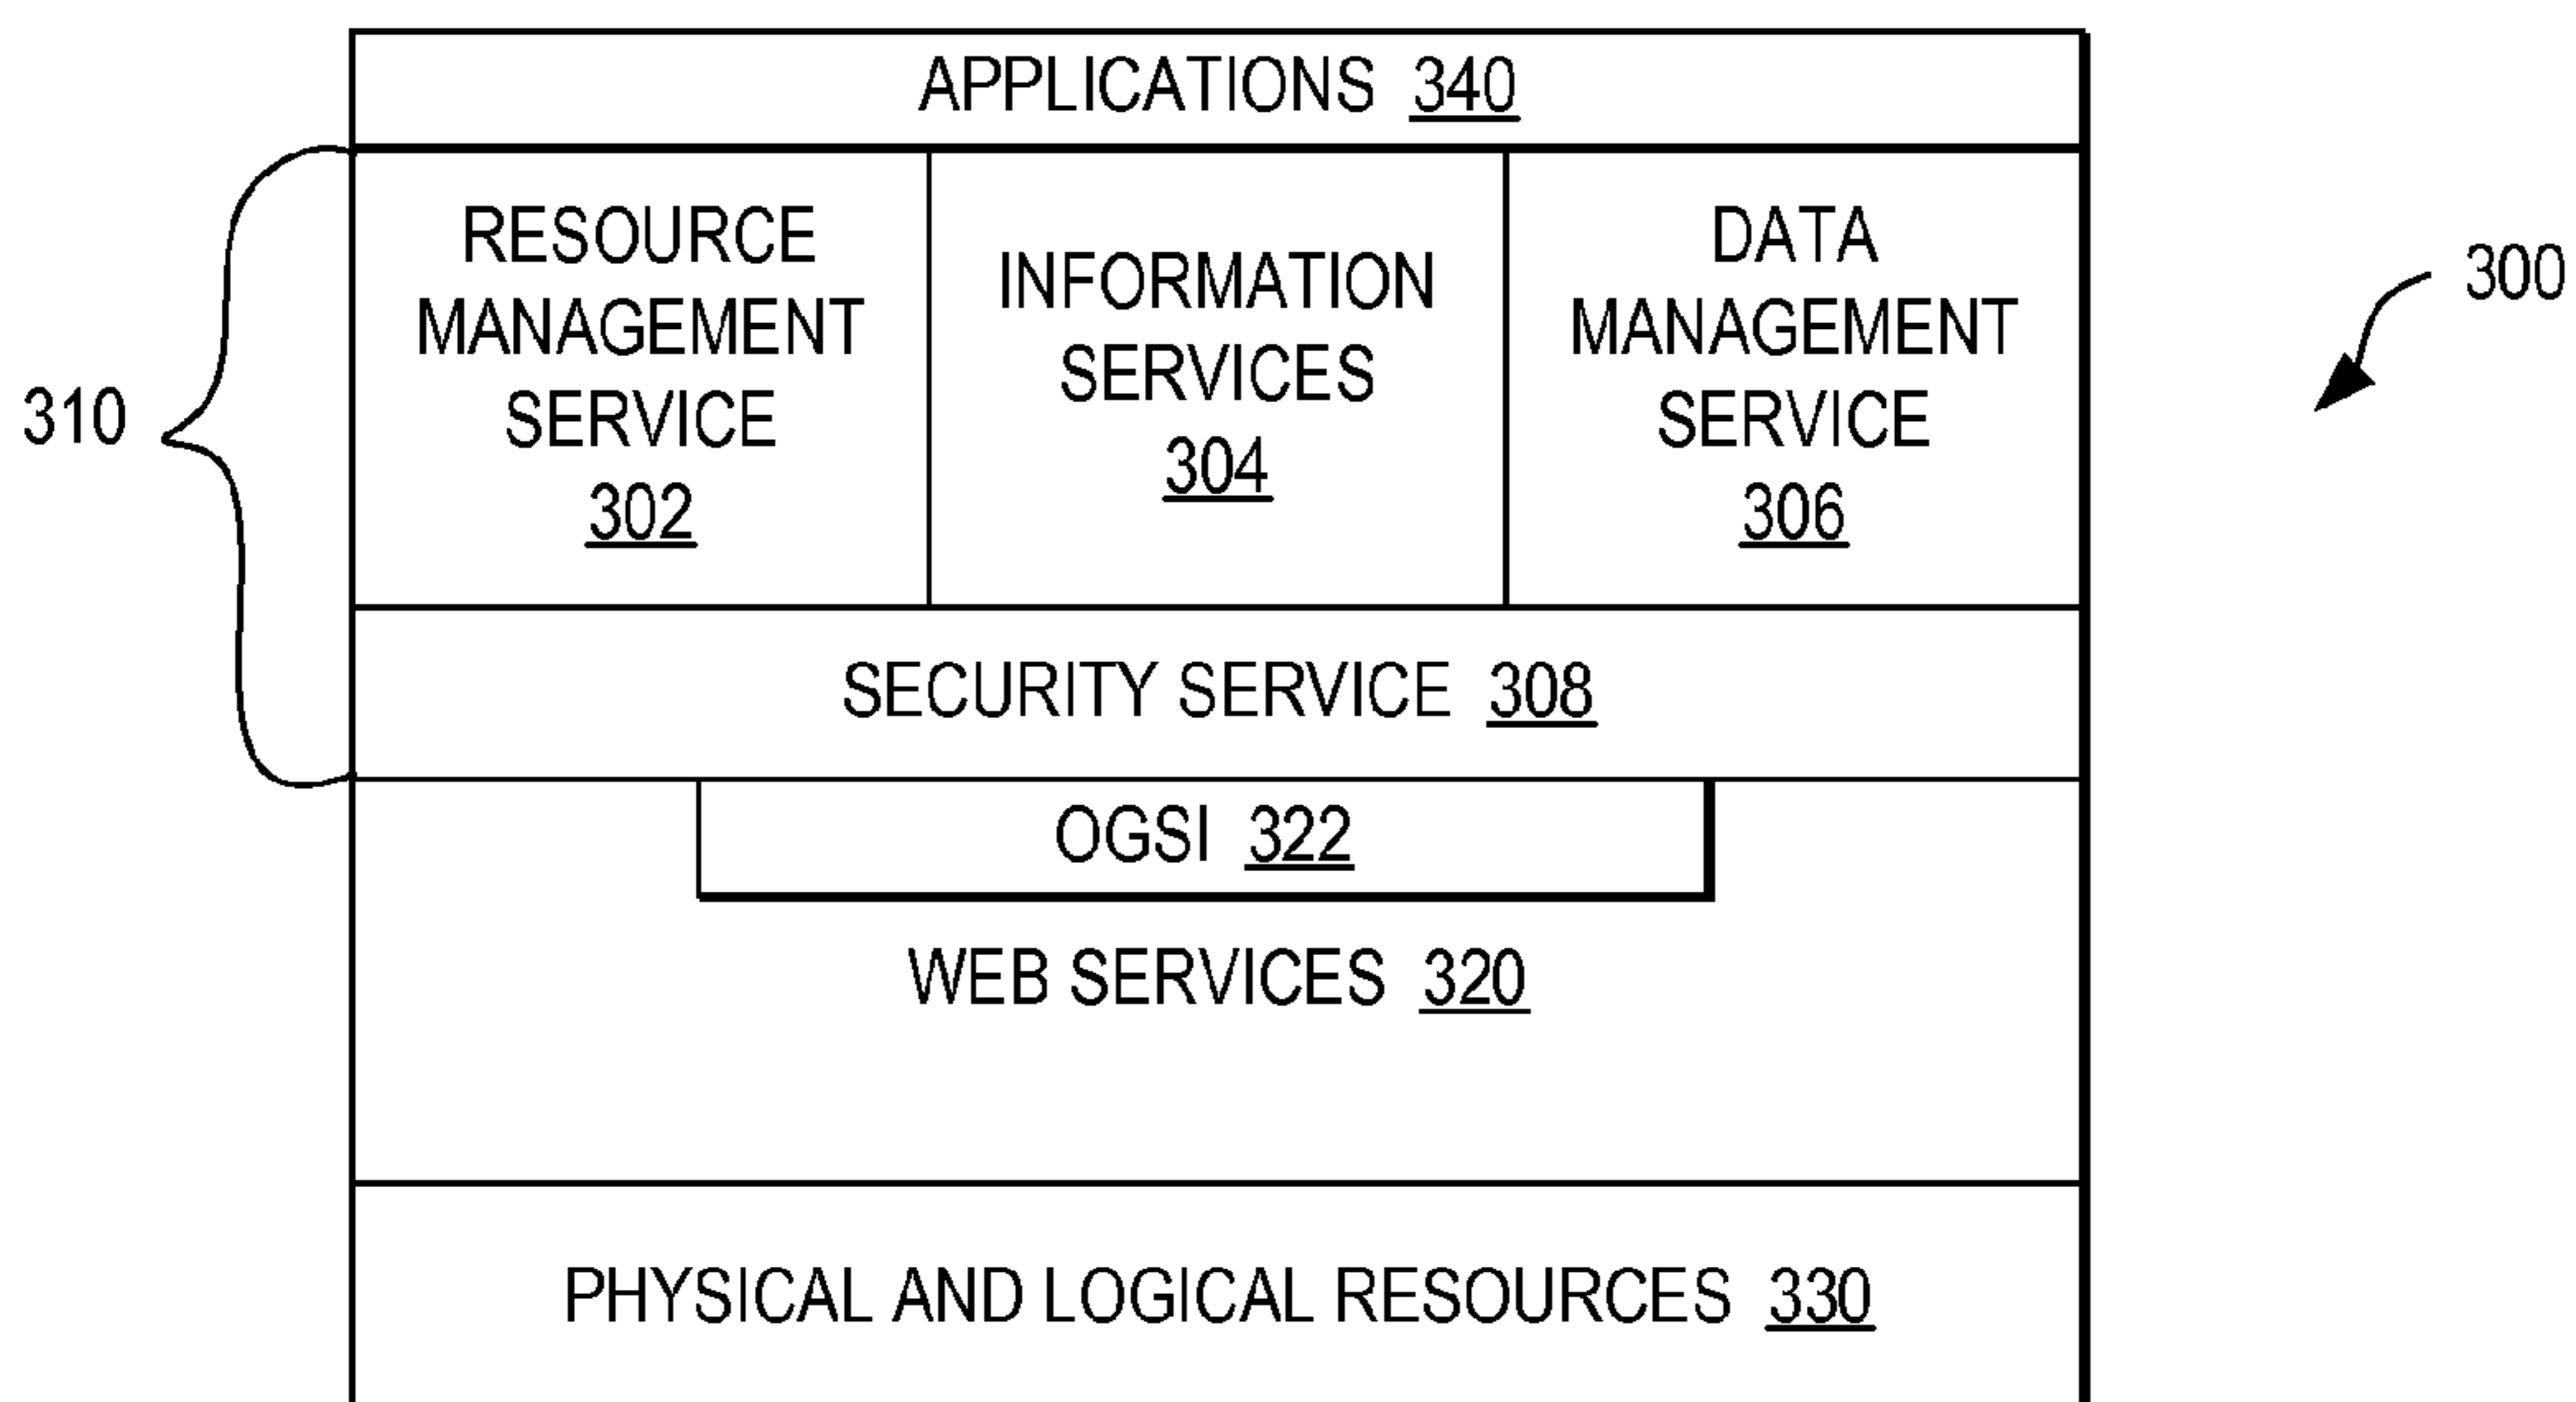 APPLICATIONS 340
RESOURCE
MANAGEMENT
SERVICE
302
INFORMATION
SERVICES
304
DATA
MANAGEMENT
SERVICE
306
300
310
SECURITY SERVICE 308
OGSI 322
WEB SERVICES 320
PHYSICAL AND LOGICAL RESOURCES 330